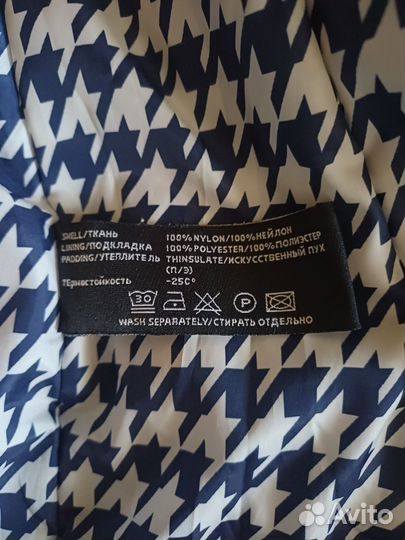 SHELL/ТКАНЬ 100% NYLON/100% НЕЙЛОН
LINING/ПОДКЛАДКА 100% POLYESTER/100% ПОЛИЭСТЕР
PADDING/УТЕПЛИТЕЛЬ THINSULATE/ИСКУССТВЕННЫЙ ПУХ
(П/Э)
ТЕРМОСТОЙКОСТЬ -25C°
30 P
WASH SEPARATELY/СТИРАТЬ ОТДЕЛЬНО
Avito